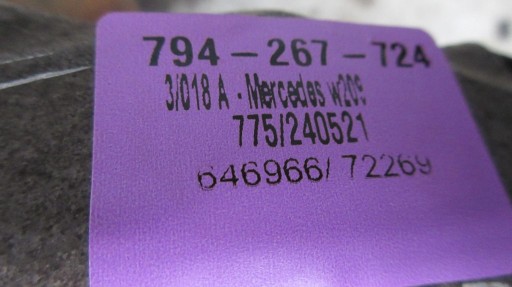 794-267-724
3/018 A - Mercedes w209
775/240521
646966/72269